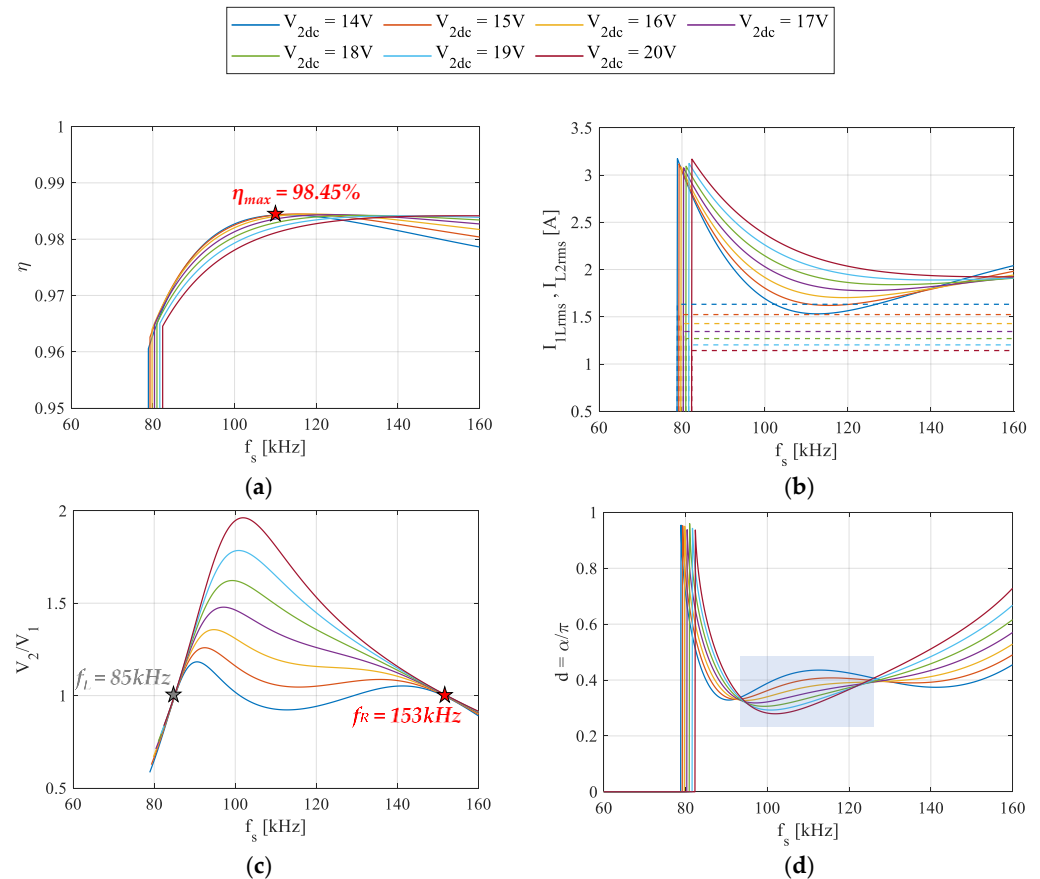 V2dc = 14V V2dc = 15V V2dc = 16V V2dc = 17V
V2dc = 18V V2dc = 19V V2dc = 20V
1
0.99
0.98
0.97
0.96
0.95
η
ηmax = 98.45%
60 80 100 120 140 160
fs [kHz]
(a)
3.5
3
2.5
2
1.5
1
0.5
I1Lrms , IL2rms [A]
60 80 100 120 140 160
fs [kHz]
(b)
2
1.5
1
0.5
V2/V1
fL = 85kHz
fR = 153kHz
60 80 100 120 140 160
fs [kHz]
(c)
1
0.8
0.6
0.4
0.2
0
d = α/π
60 80 100 120 140 160
fs [kHz]
(d)